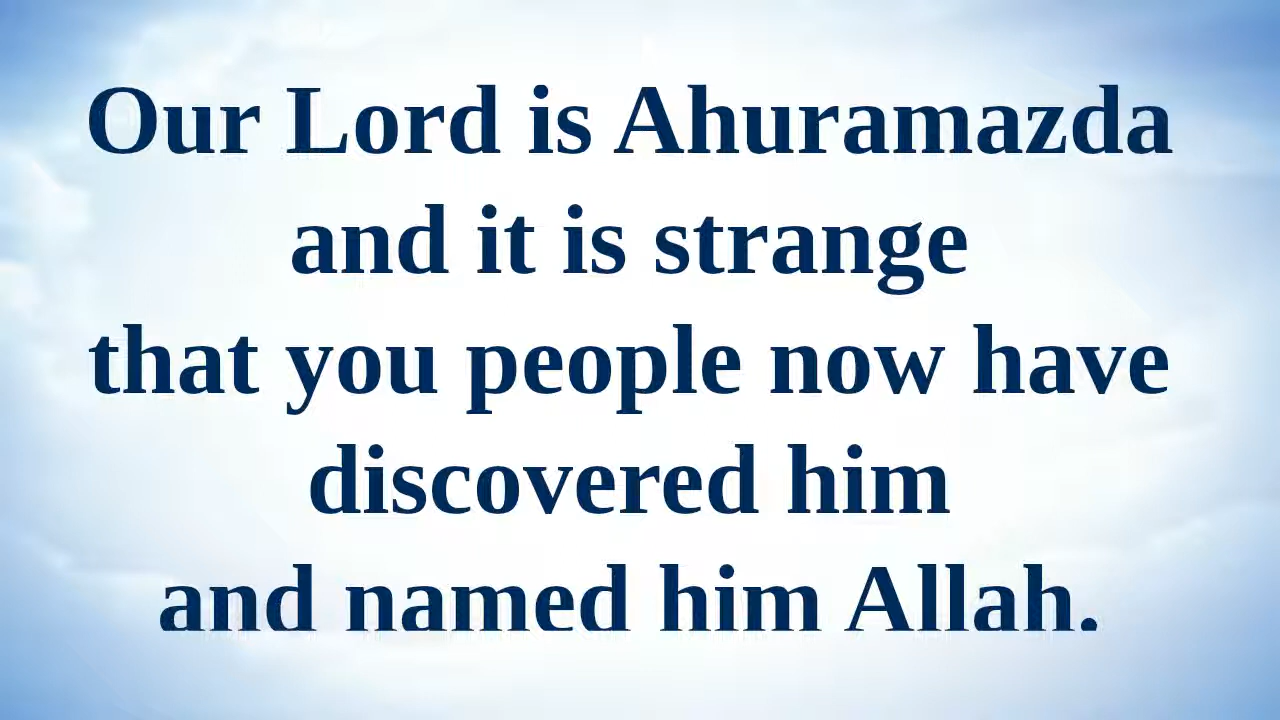 Our Lord is Ahuramazda
and it is strange
that you people now have
discovered him
and named him Allah.